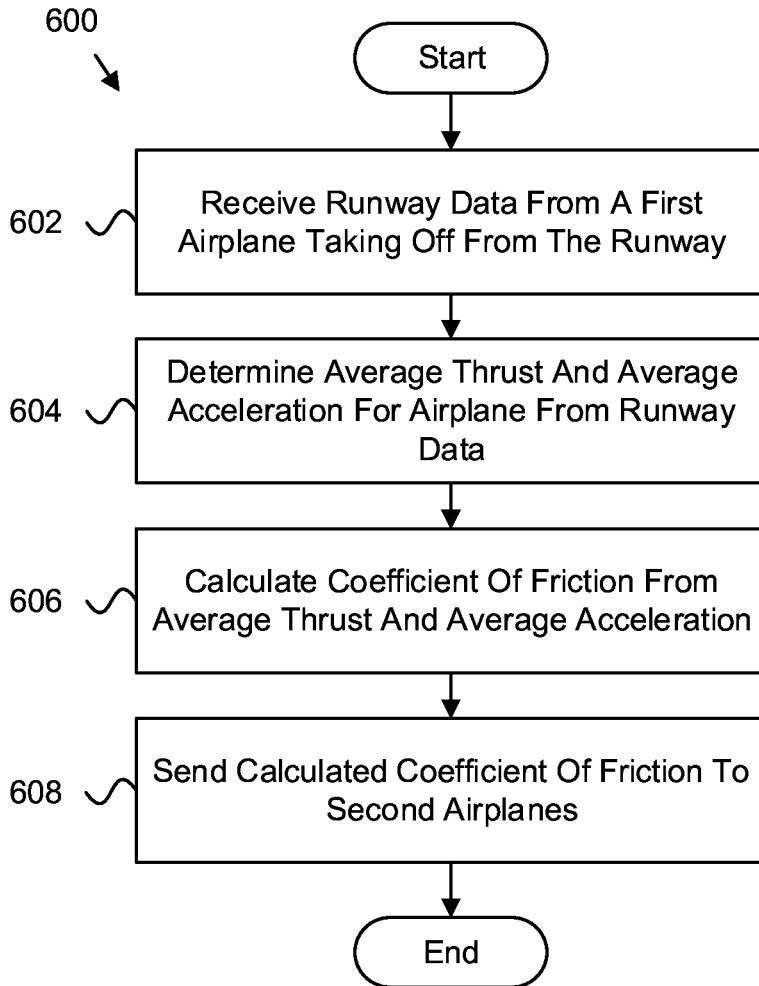 600
Start
602
Receive Runway Data From A First
Airplane Taking Off From The Runway
604
Determine Average Thrust And Average
Acceleration For Airplane From Runway
Data
606
Calculate Coefficient Of Friction From
Average Thrust And Average Acceleration
608
Send Calculated Coefficient Of Friction To
Second Airplanes
End